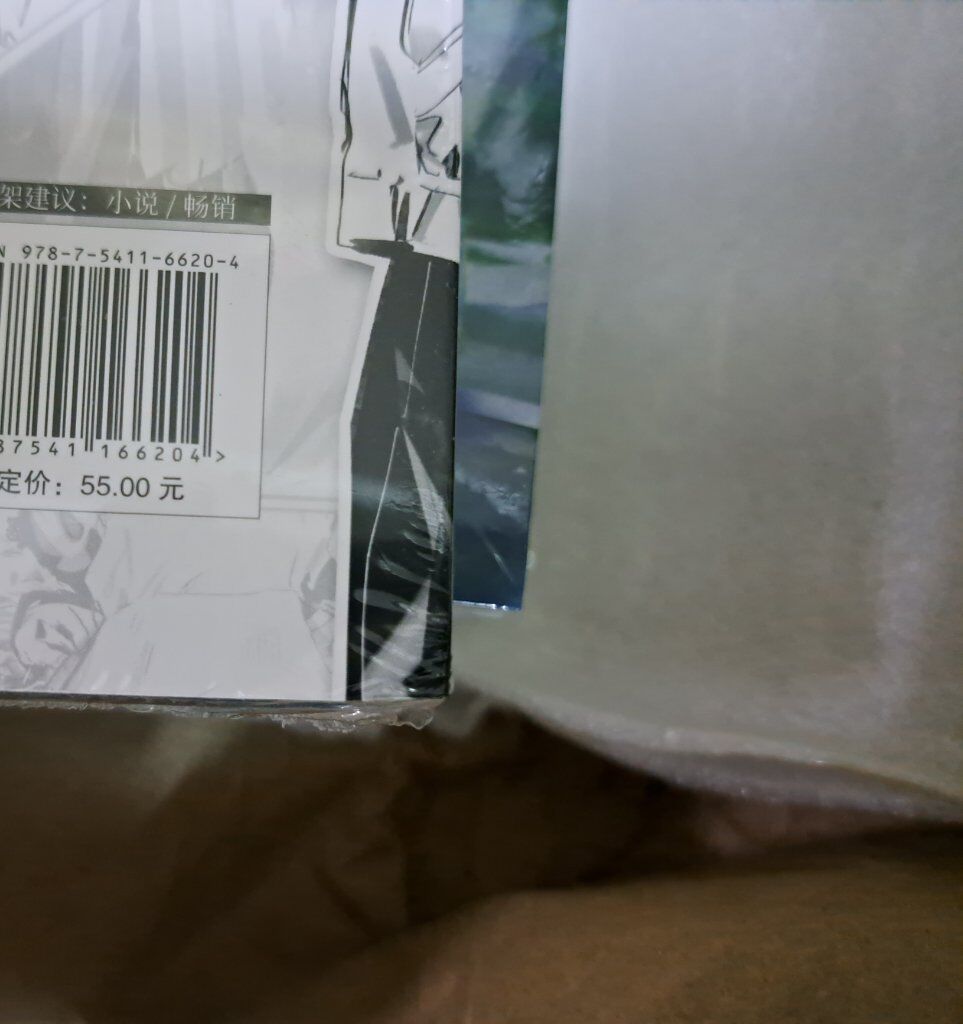 架建议：小说 / 畅销
N 978-7-5411-6620-4
87541 166204 >
定价：55.00 元